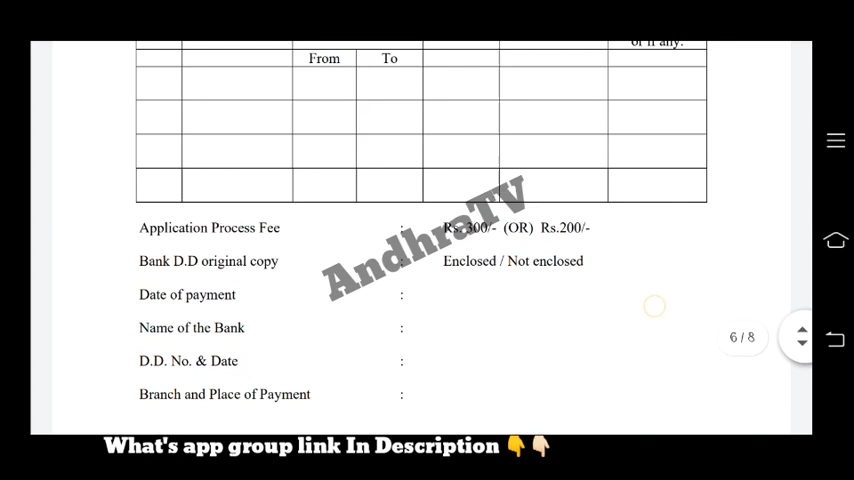 or if any.
From To
Application Process Fee : Rs. 300/- (OR) Rs.200/-
Bank D.D original copy : Enclosed / Not enclosed
Date of payment :
Name of the Bank :
D.D. No. & Date :
Branch and Place of Payment :
AndhraTV
6 / 8
What's app group link In Description 👇👇🏻